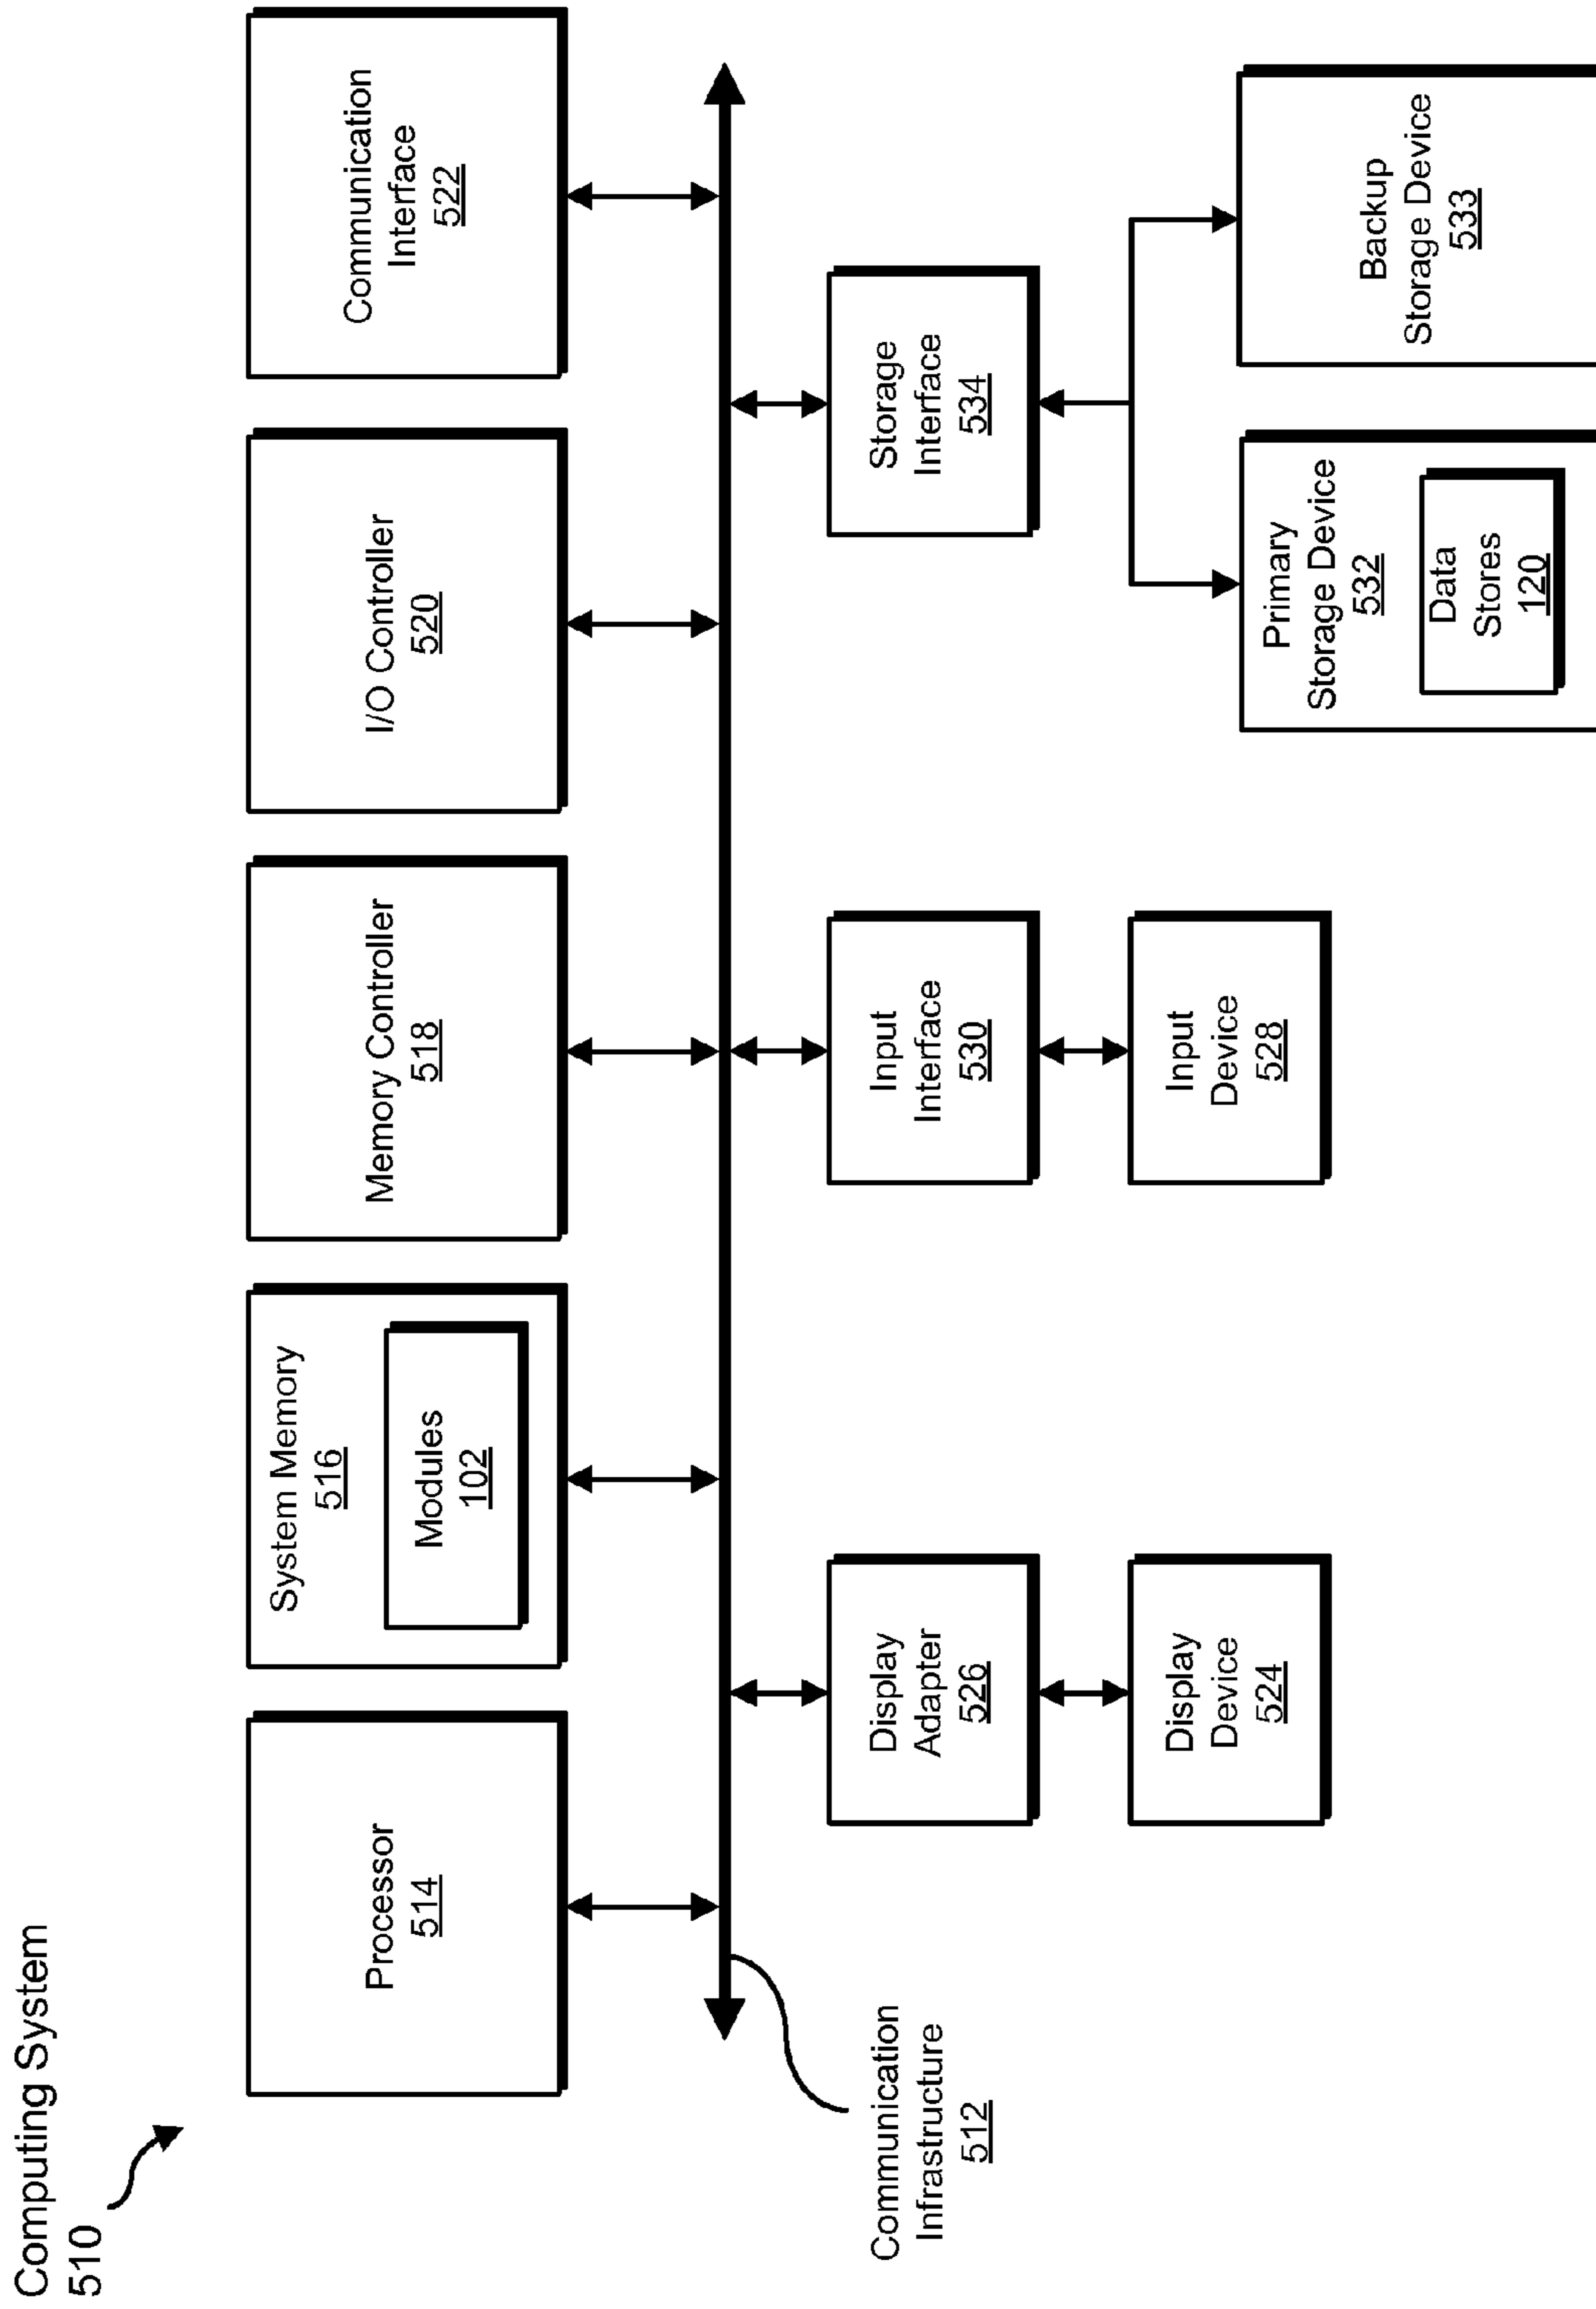 Computing System
510
Processor
514
System Memory
516
Modules
102
Memory Controller
518
I/O Controller
520
Communication
Interface
522
Communication
Infrastructure
512
Display
Adapter
526
Display
Device
524
Input
Interface
530
Input
Device
528
Storage
Interface
534
Primary
Storage Device
532
Data
Stores
120
Backup
Storage Device
533